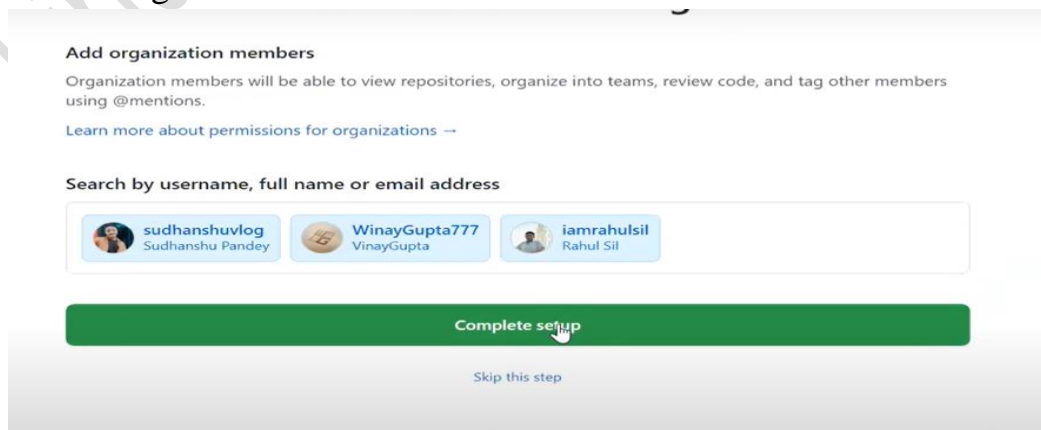 Add organization members
Organization members will be able to view repositories, organize into teams, review code, and tag other members
using @mentions.
Learn more about permissions for organizations →
Search by username, full name or email address
sudhanshuvlog
Sudhanshu Pandey
WinayGupta777
VinayGupta
iamrahulsil
Rahul Sil
Complete setup
Skip this step